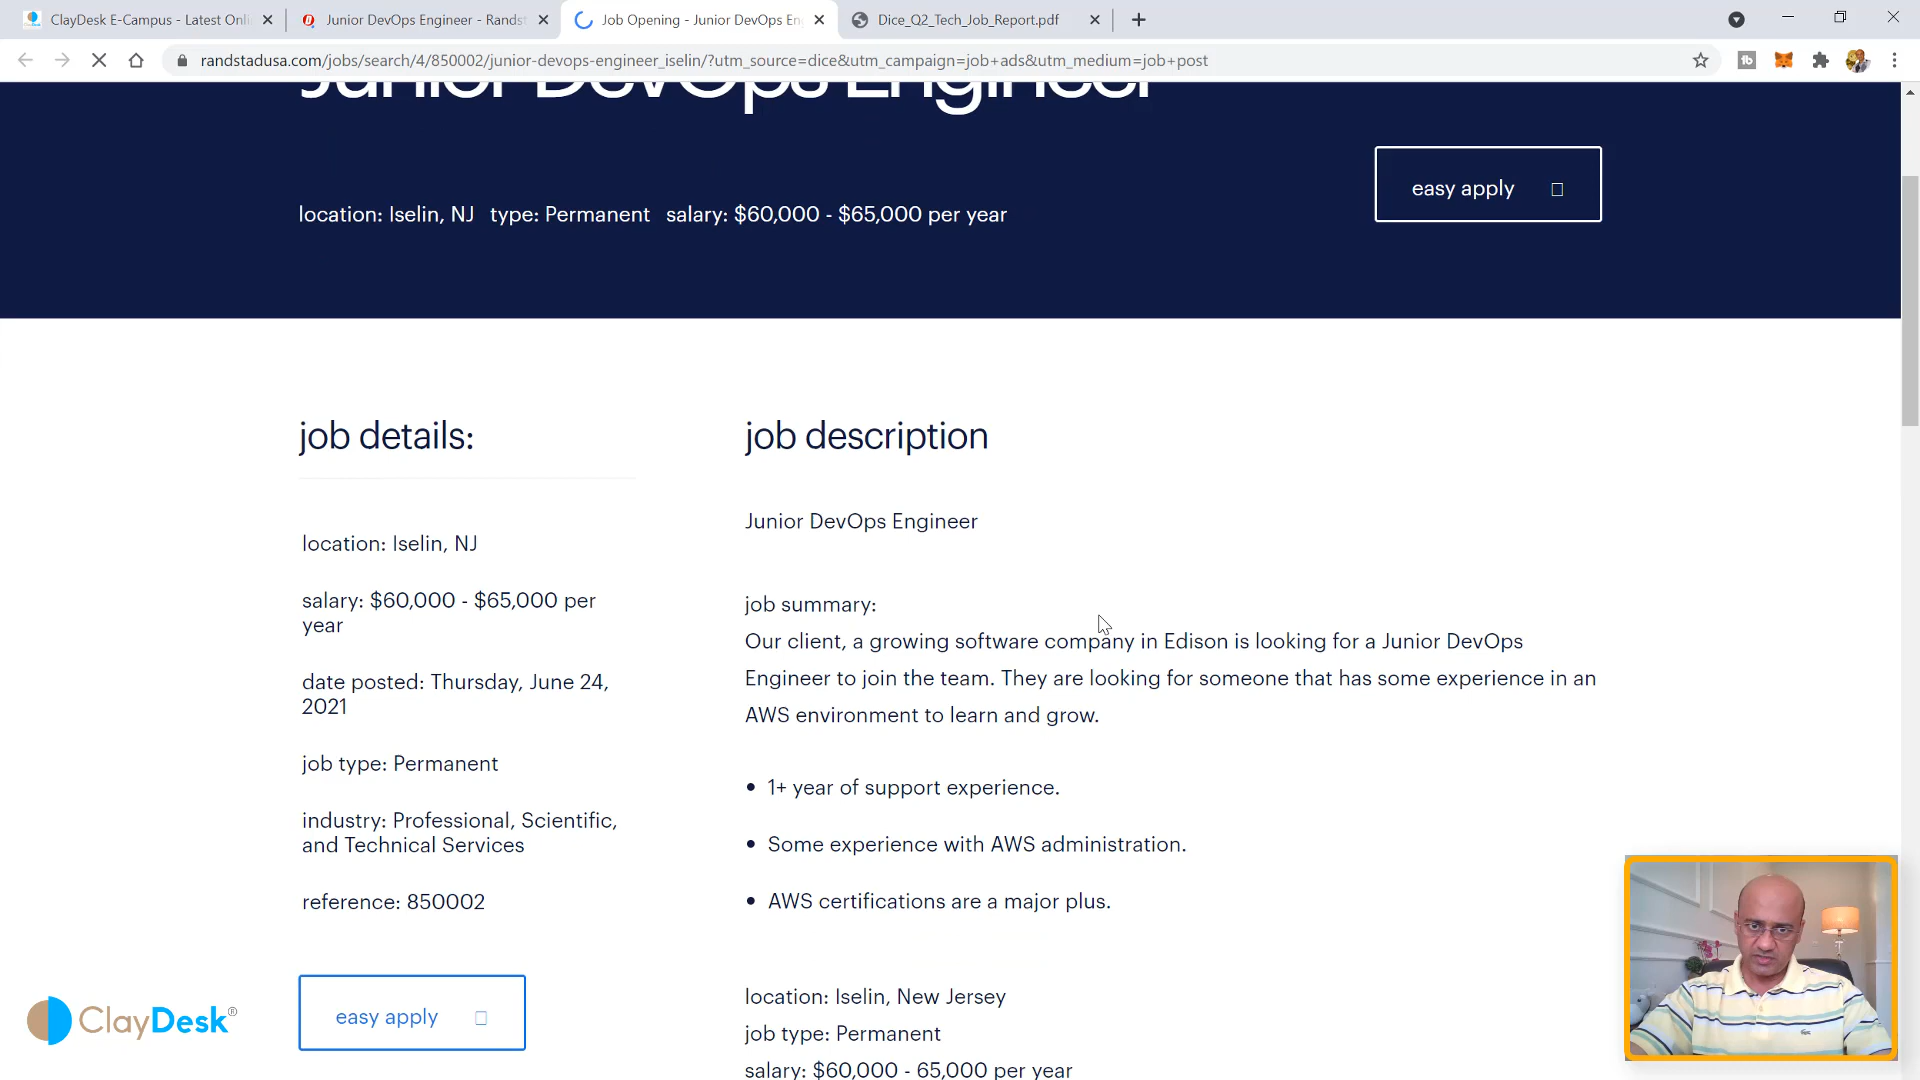 ClayDesk E-Campus - Latest Onli
Junior DevOps Engineer - Randst
Job Opening - Junior DevOps En
Dice_Q2_Tech_Job_Report.pdf
randstadusa.com/jobs/search/4/850002/junior-devops-engineer_iselin/?utm_source=dice&utm_campaign=job+ads&utm_medium=job+post
Junior DevOps Engineer
easy apply
location: Iselin, NJ type: Permanent salary: $60,000 - $65,000 per year
job details:
location: Iselin, NJ
salary: $60,000 - $65,000 per
year
date posted: Thursday, June 24,
2021
job type: Permanent
industry: Professional, Scientific,
and Technical Services
reference: 850002
easy apply
job description
Junior DevOps Engineer
job summary:
Our client, a growing software company in Edison is looking for a Junior DevOps
Engineer to join the team. They are looking for someone that has some experience in an
AWS environment to learn and grow.
• 1+ year of support experience.
• Some experience with AWS administration.
• AWS certifications are a major plus.
location: Iselin, New Jersey
job type: Permanent
salary: $60,000 - 65,000 per year
ClayDesk®